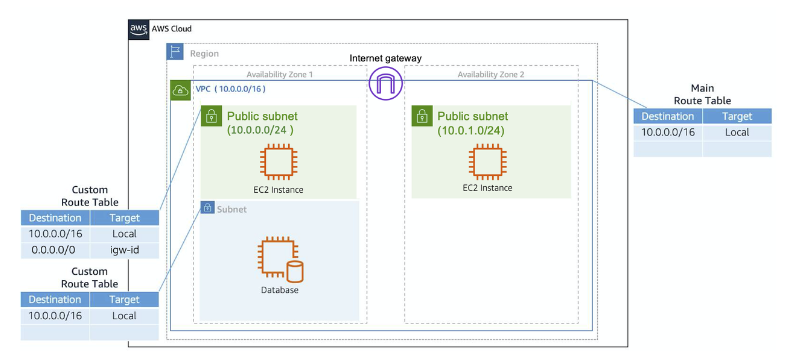 aws
AWS Cloud
Region
Internet gateway
Availability Zone 1
Availability Zone 2
VPC ( 10.0.0.0/16 )
Public subnet
(10.0.0.0/24 )
EC2 Instance
Public subnet
(10.0.1.0/24)
EC2 Instance
Subnet
Database
Main
Route Table
Destination Target
10.0.0.0/16 Local
Custom
Route Table
Destination Target
10.0.0.0/16 Local
0.0.0.0/0 igw-id
Custom
Route Table
Destination Target
10.0.0.0/16 Local